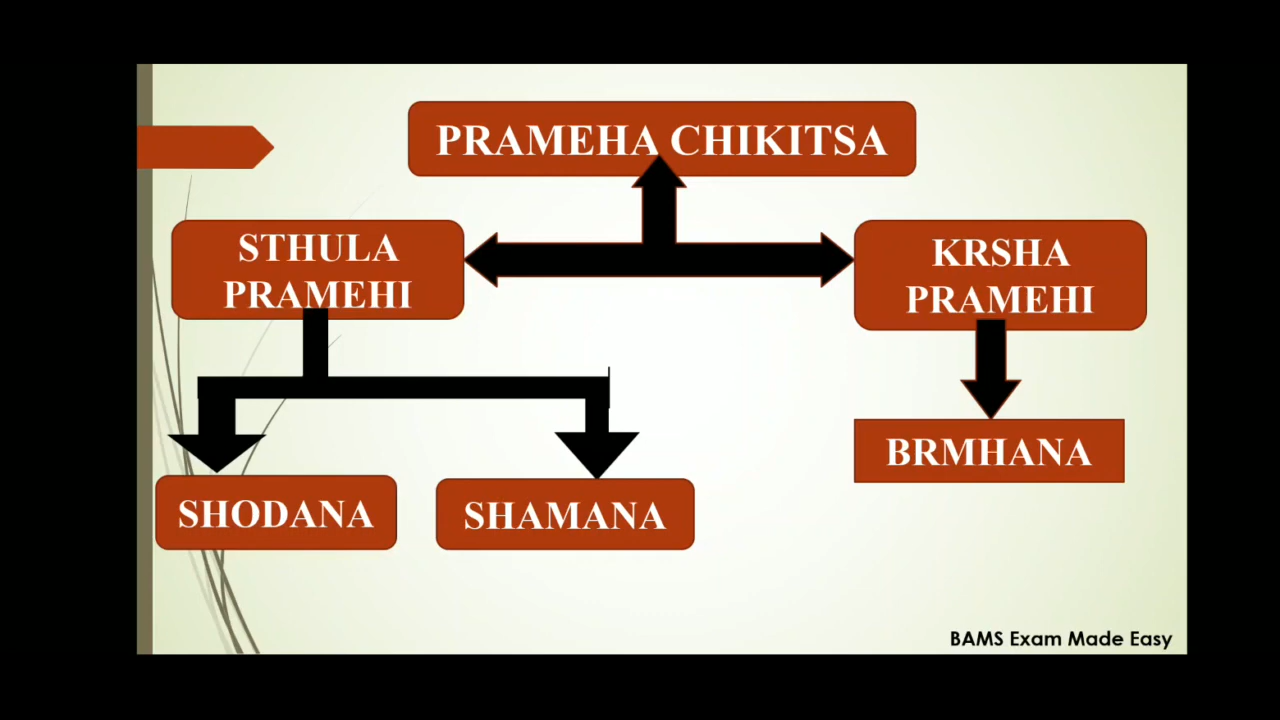 PRAMEHA CHIKITSA
STHULA
PRAMEHI
KRSHA
PRAMEHI
BRMHANA
SHODANA
SHAMANA
BAMS Exam Made Easy